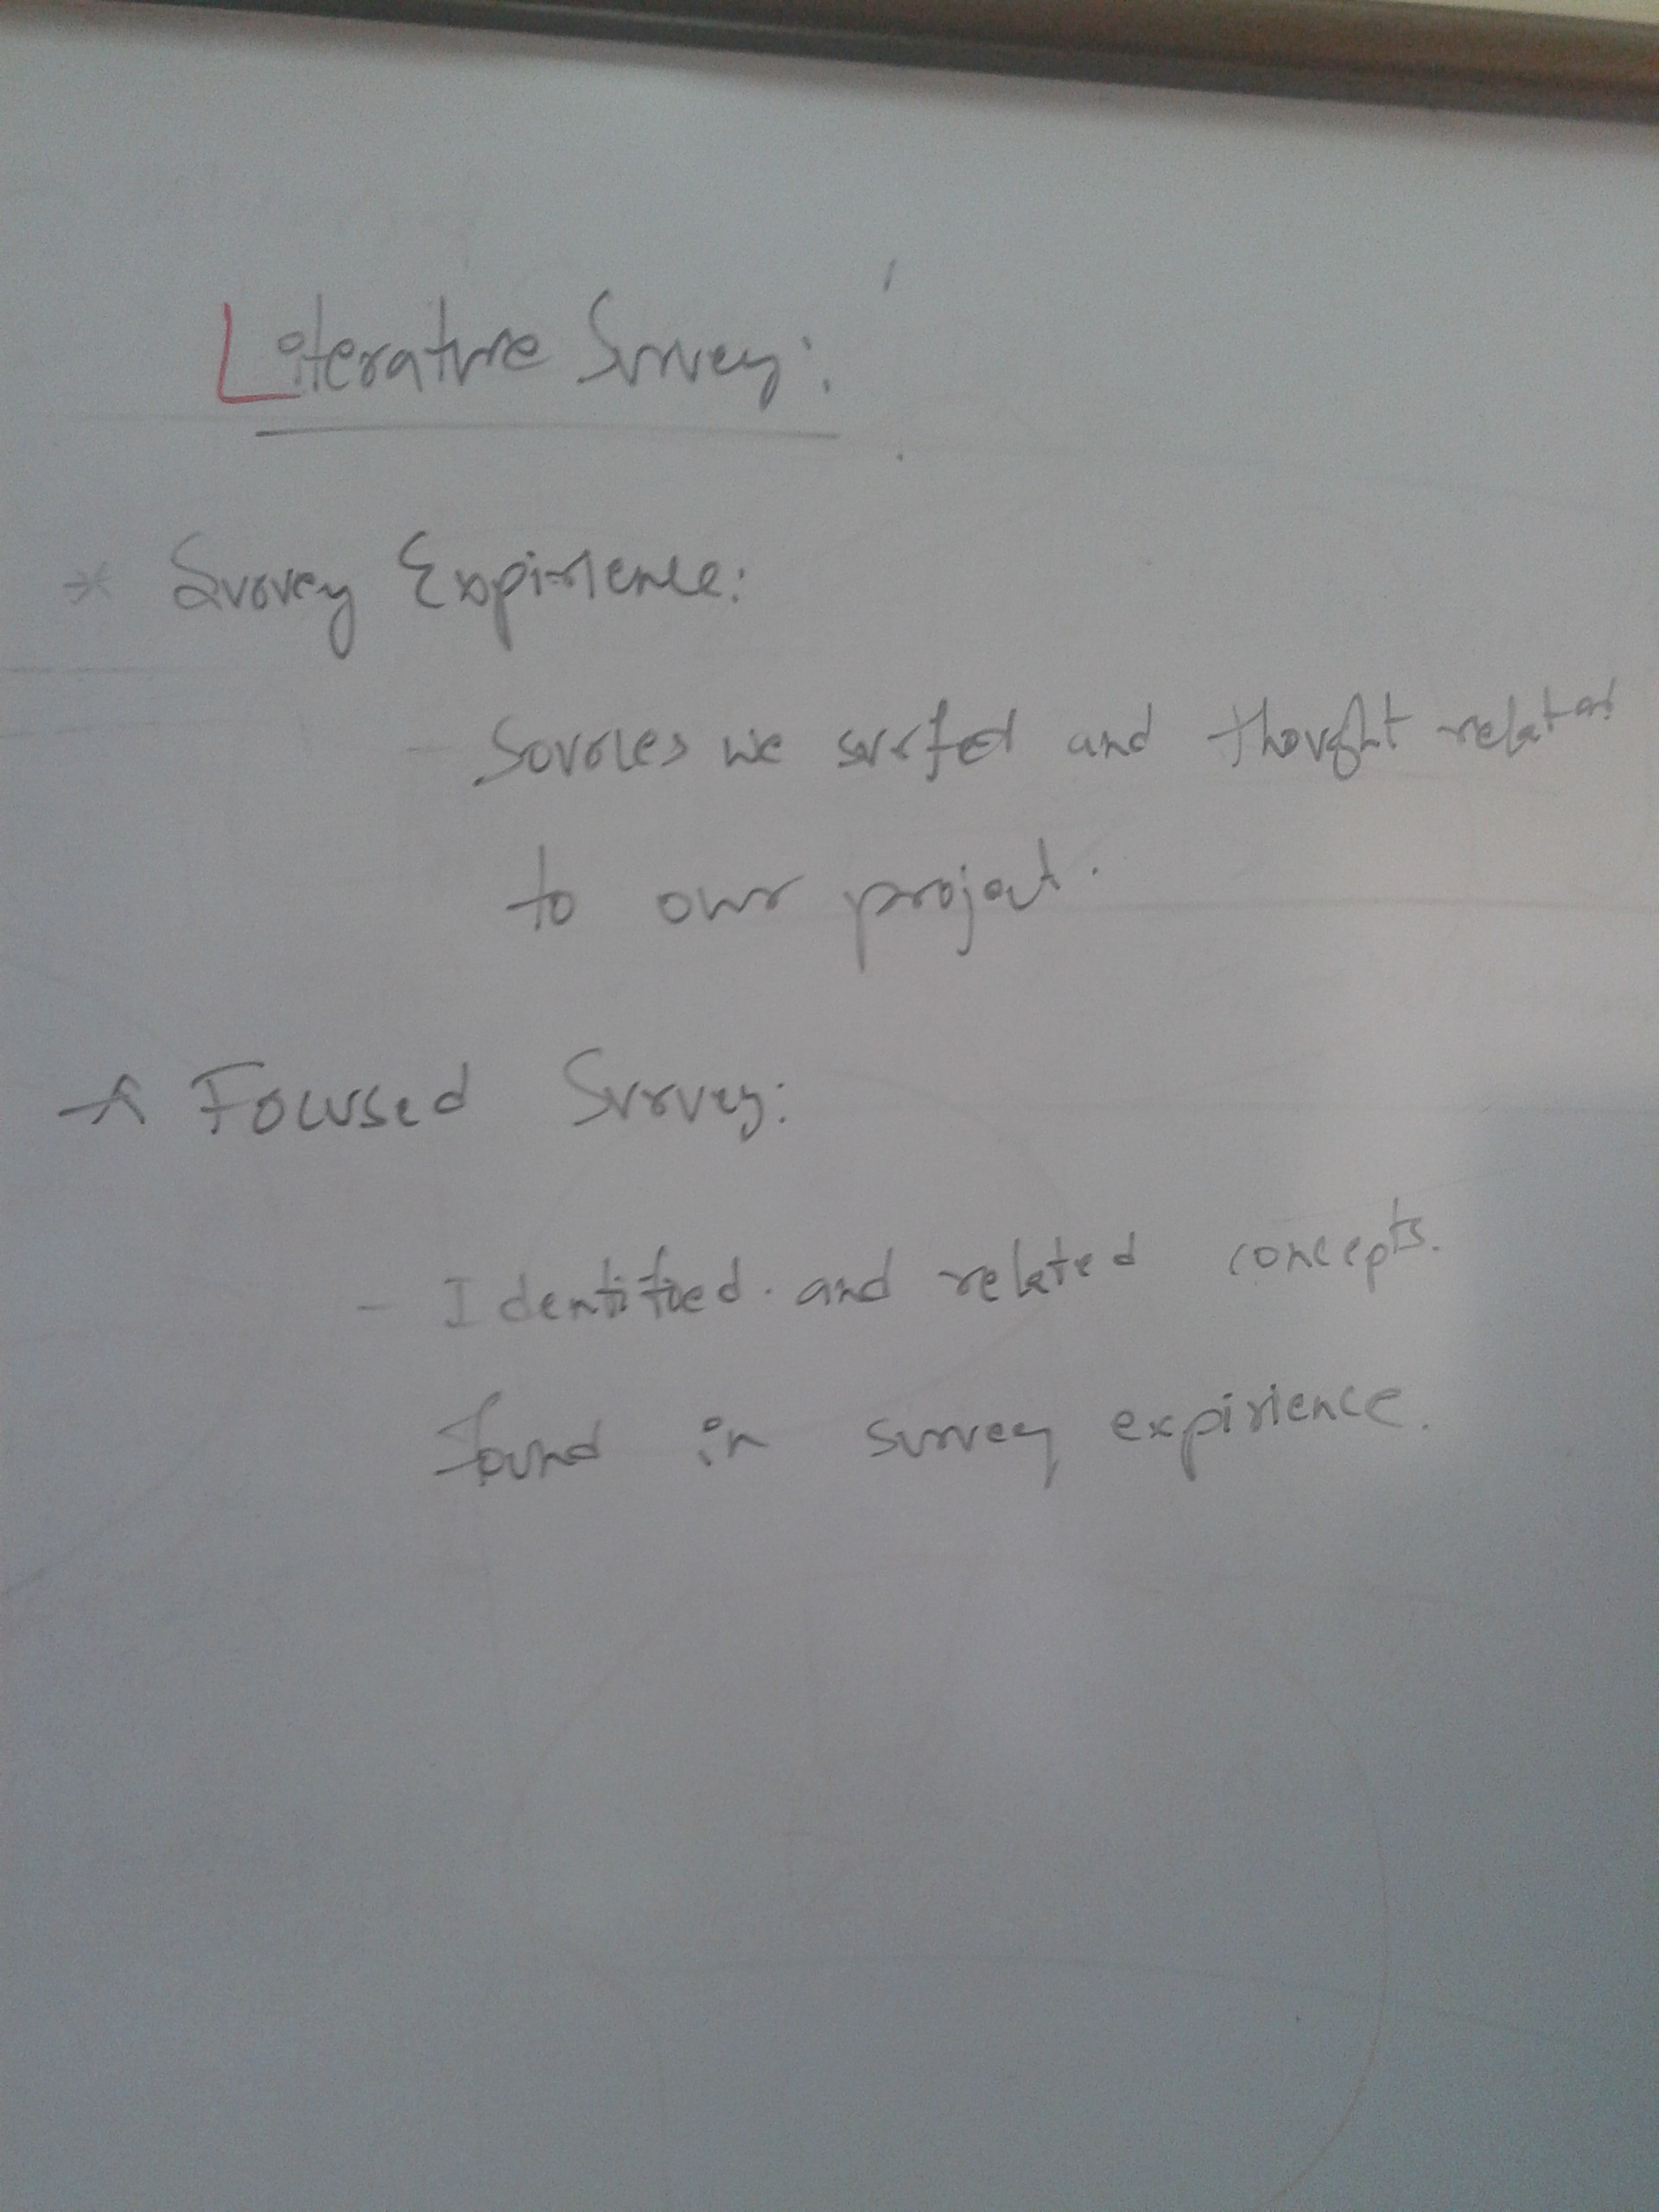 Literature Survey:
* Survey Expirience:
- Sources we surfed and thought related
to our project.
* Focused Survey:
- Identified and related concepts.
found in survey expirience.